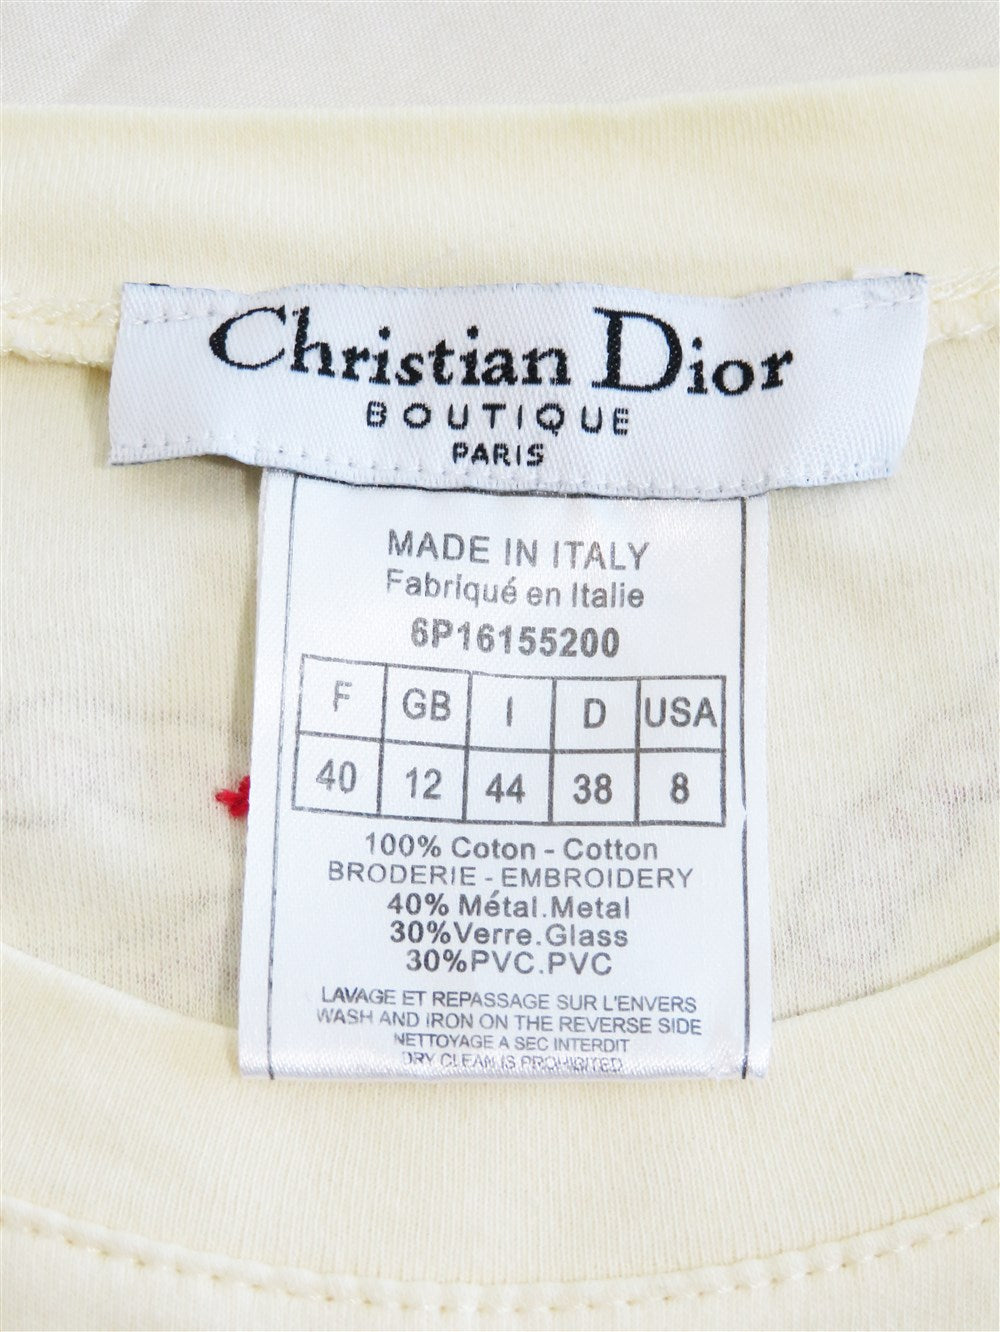 Christian Dior
BOUTIQUE
PARIS
MADE IN ITALY
Fabriqué en Italie
6P16155200
F GB I D USA
40 12 44 38 8
100% Coton - Cotton
BRODERIE - EMBROIDERY
40% Métal.Metal
30%Verre.Glass
30%PVC.PVC
LAVAGE ET REPASSAGE SUR L'ENVERS
WASH AND IRON ON THE REVERSE SIDE
NETTOYAGE A SEC INTERDIT
DRY CLEAN IS PROHIBITED